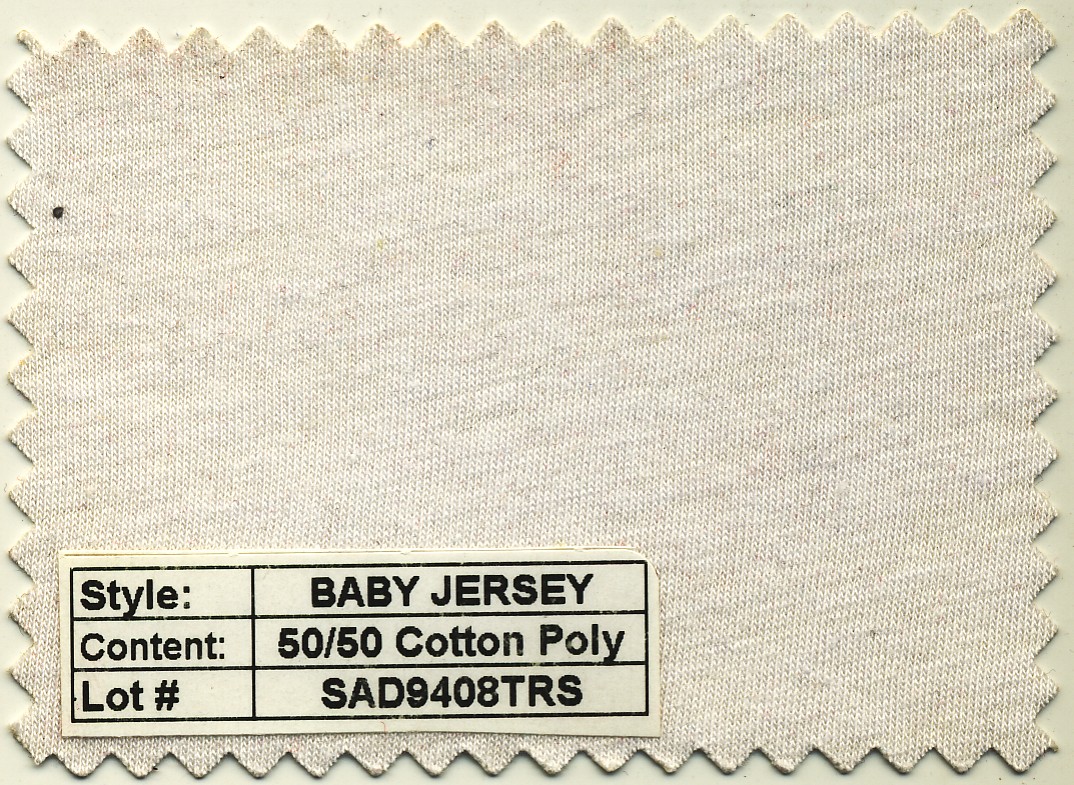 Style: BABY JERSEY
Content: 50/50 Cotton Poly
Lot # SAD9408TRS